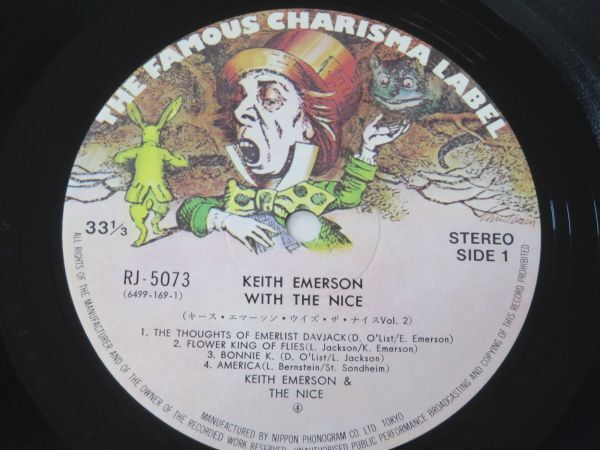 THE FAMOUS CHARISMA LABEL
33⅓
STEREO
SIDE 1
RJ-5073
(6499-169-1)
KEITH EMERSON
WITH THE NICE
(キース・エマーソン・ウイズ・ザ・ナイスVol. 2)
1. THE THOUGHTS OF EMERLIST DAVJACK(D. O'List/E. Emerson)
2. FLOWER KING OF FLIES(L. Jackson/K. Emerson)
3. BONNIE K. (D. O'List/L. Jackson)
4. AMERICA(L. Bernstein/St. Sondheim)
KEITH EMERSON &
THE NICE
④
ALL RIGHTS OF THE MANUFACTURER AND OF THE OWNER OF THE RECORDED WORK RESERVED. UNAUTHORISED PUBLIC PERFORMANCE BROADCASTING AND COPYING OF THIS RECORD PROHIBITED
MANUFACTURED BY NIPPON PHONOGRAM CO. LTD. TOKYO